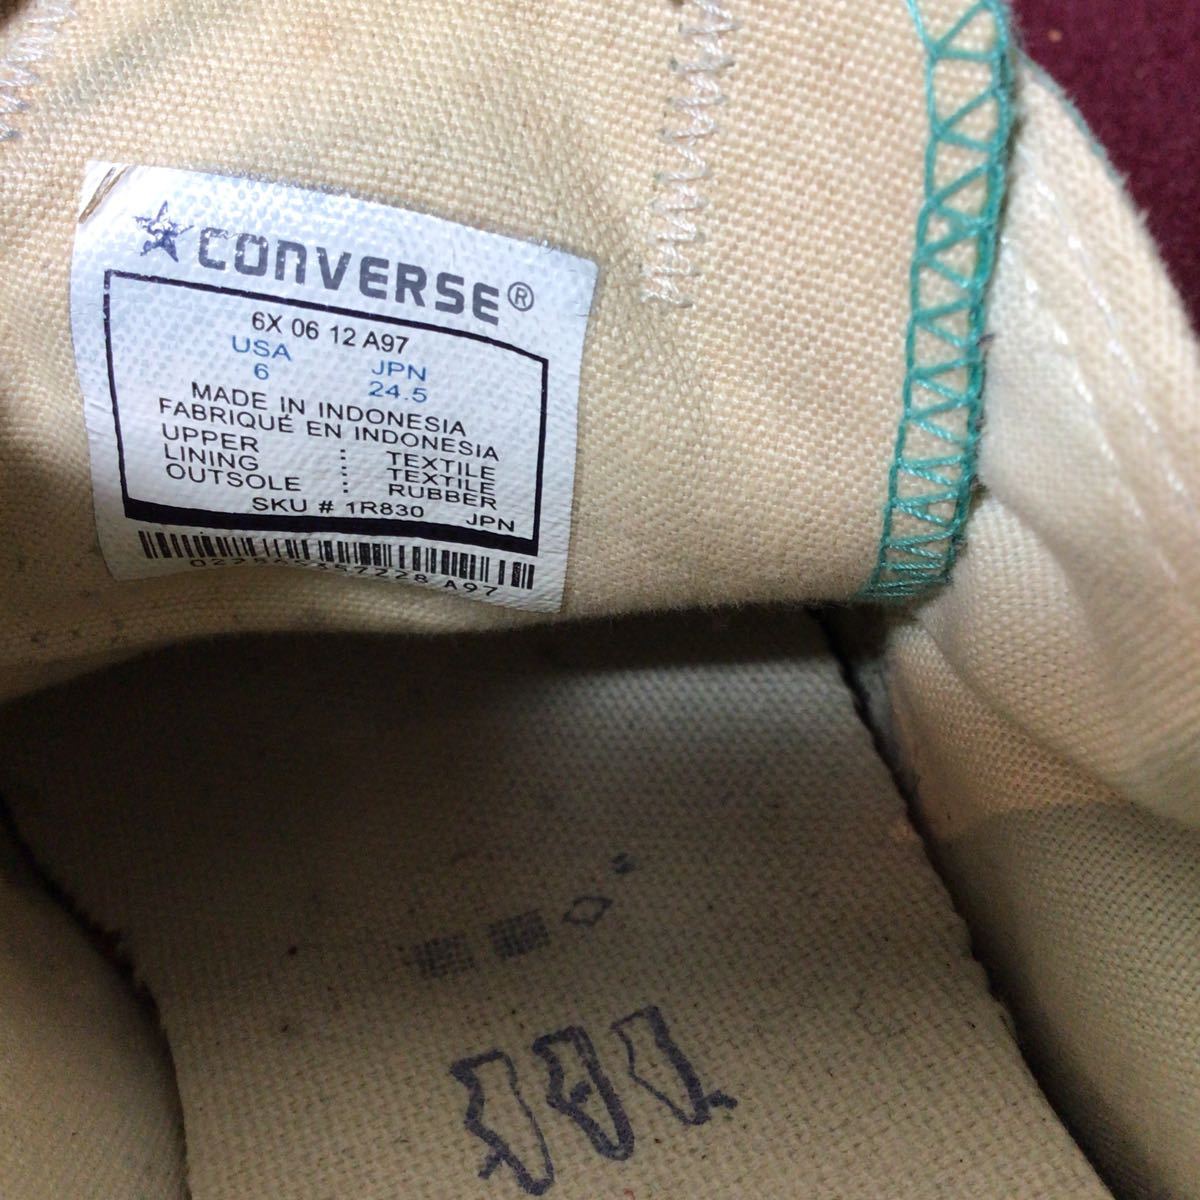 CONVERSE®
6X 06 12 A97
USA JPN
6 24.5
MADE IN INDONESIA
FABRIQUÉ EN INDONESIA
UPPER : TEXTILE
LINING : TEXTILE
OUTSOLE : RUBBER
SKU # 1R830 JPN
A97